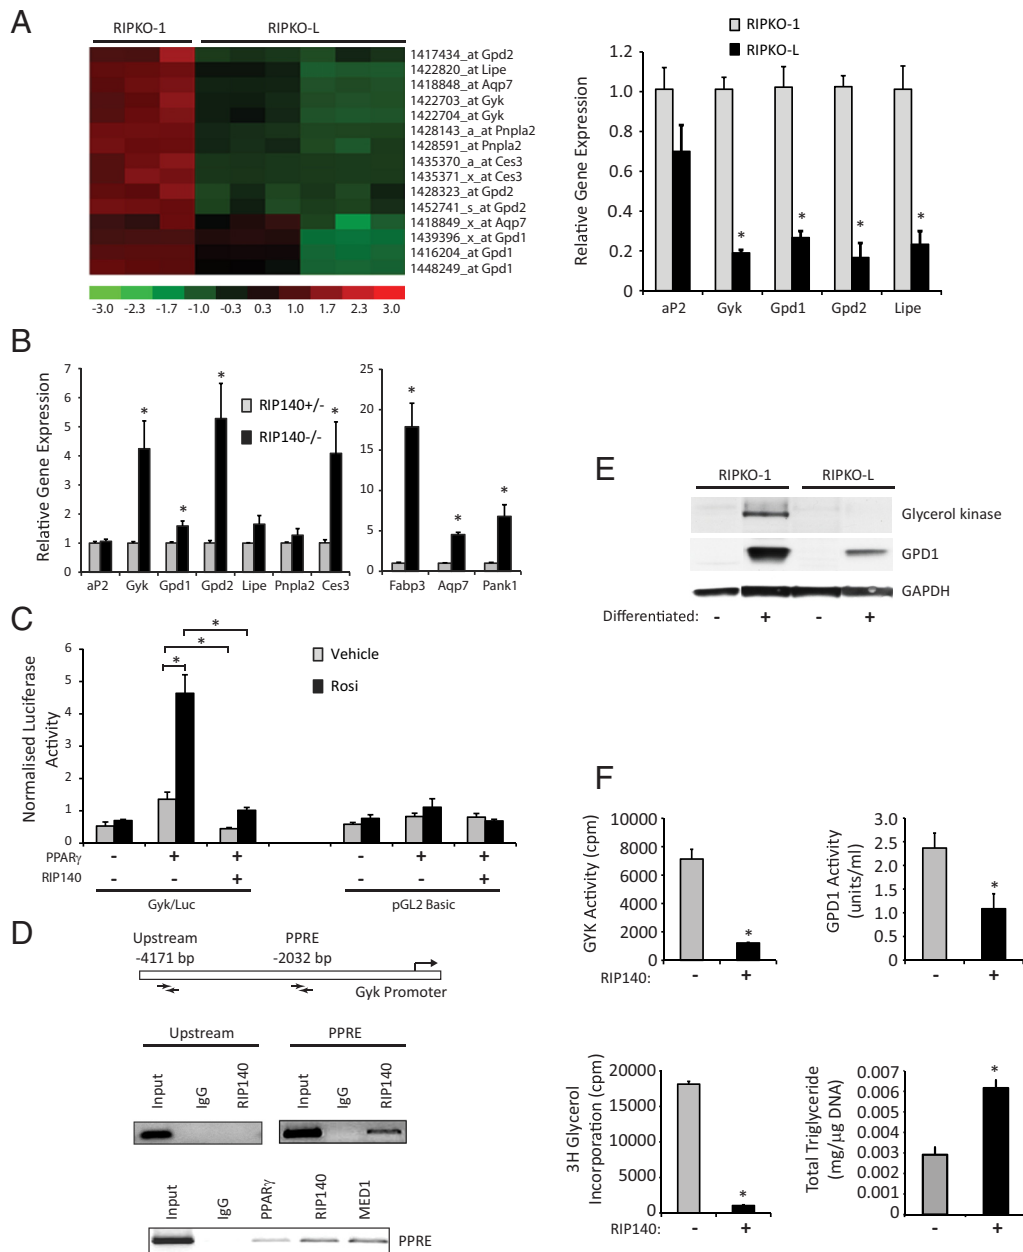 A
RIPKO-1 RIPKO-L
1417434_at Gpd2
1422820_at Lipe
1418848_at Aqp7
1422703_at Gyk
1422704_at Gyk
1428143_a_at Pnpla2
1428591_at Pnpla2
1435370_a_at Ces3
1435371_x_at Ces3
1428323_at Gpd2
1452741_s_at Gpd2
1418849_x_at Aqp7
1439396_x_at Gpd1
1416204_at Gpd1
1448249_at Gpd1
-3.0 -2.3 -1.7 -1.0 -0.3 0.3 1.0 1.7 2.3 3.0
RIPKO-1
RIPKO-L
Relative Gene Expression
1.2
1.0
0.8
0.6
0.4
0.2
0
* * * *
aP2 Gyk Gpd1 Gpd2 Lipe
B
Relative Gene Expression
7
6
5
4
3
2
1
0
* * * *
RIP140+/-
RIP140-/-
aP2 Gyk Gpd1 Gpd2 Lipe Pnpla2 Ces3
25
20
15
10
5
0
* * *
Fabp3 Aqp7 Pank1
C
Normalised Luciferase
Activity
6
5
4
3
2
1
0
* * *
Vehicle
Rosi
PPARγ - + + - + +
RIP140 - - + - - +
Gyk/Luc pGL2 Basic
D
Upstream PPRE
-4171 bp -2032 bp
Gyk Promoter
Upstream PPRE
Input IgG RIP140 Input IgG RIP140
Input IgG PPARγ RIP140 MED1
PPRE
E
RIPKO-1 RIPKO-L
Glycerol kinase
GPD1
GAPDH
Differentiated: - + - +
F
GYK Activity (cpm)
10000
8000
6000
4000
2000
0
*
RIP140: - +
GPD1 Activity
(units/ml)
3.0
2.5
2.0
1.5
1.0
0.5
0
*
- +
3H Glycerol
Incorporation (cpm)
20000
15000
10000
5000
0
*
RIP140: - +
Total Triglyceride
(mg/µg DNA)
0.007
0.006
0.005
0.004
0.003
0.002
0.001
0.000
*
- +